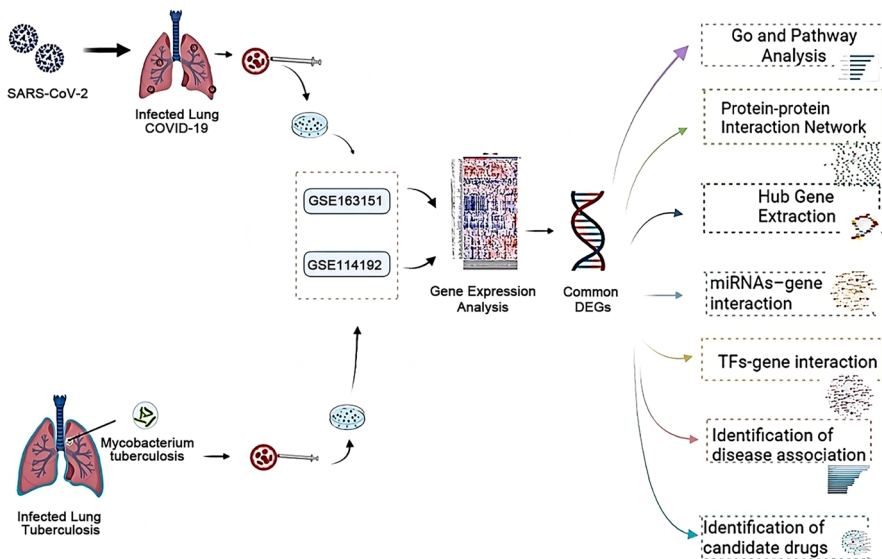 SARS-CoV-2
Infected Lung
COVID-19
GSE163151
GSE114192
Gene Expression
Analysis
Common
DEGs
Mycobacterium
tuberculosis
Infected Lung
Tuberculosis
Go and Pathway
Analysis
Protein-protein
Interaction Network
Hub Gene
Extraction
miRNAs–gene
interaction
TFs-gene interaction
Identification of
disease association
Identification of
candidate drugs